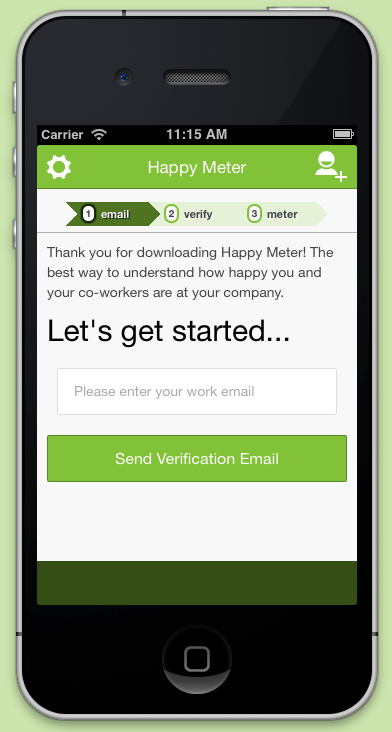 Carrier 11:15 AM
Happy Meter
1 email 2 verify 3 meter
Thank you for downloading Happy Meter! The
best way to understand how happy you and
your co-workers are at your company.
Let's get started...
Please enter your work email
Send Verification Email